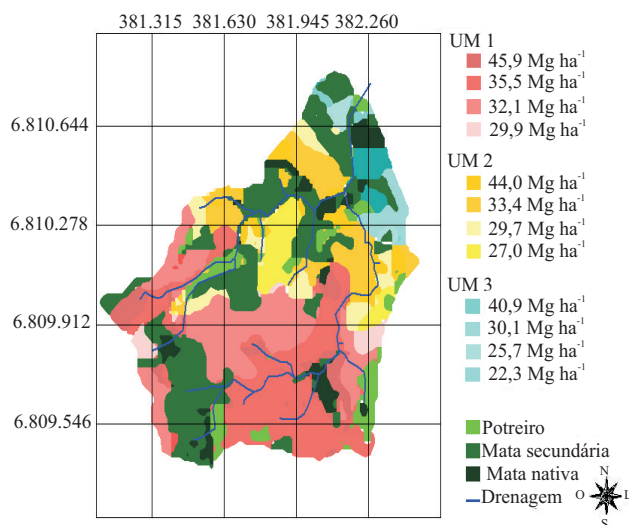 381.315 381.630 381.945 382.260
6.810.644
6.810.278
6.809.912
6.809.546
UM 1
45,9 Mg ha⁻¹
35,5 Mg ha⁻¹
32,1 Mg ha⁻¹
29,9 Mg ha⁻¹
UM 2
44,0 Mg ha⁻¹
33,4 Mg ha⁻¹
29,7 Mg ha⁻¹
27,0 Mg ha⁻¹
UM 3
40,9 Mg ha⁻¹
30,1 Mg ha⁻¹
25,7 Mg ha⁻¹
22,3 Mg ha⁻¹
Potreiro
Mata secundária
Mata nativa
Drenagem
N
O L
S